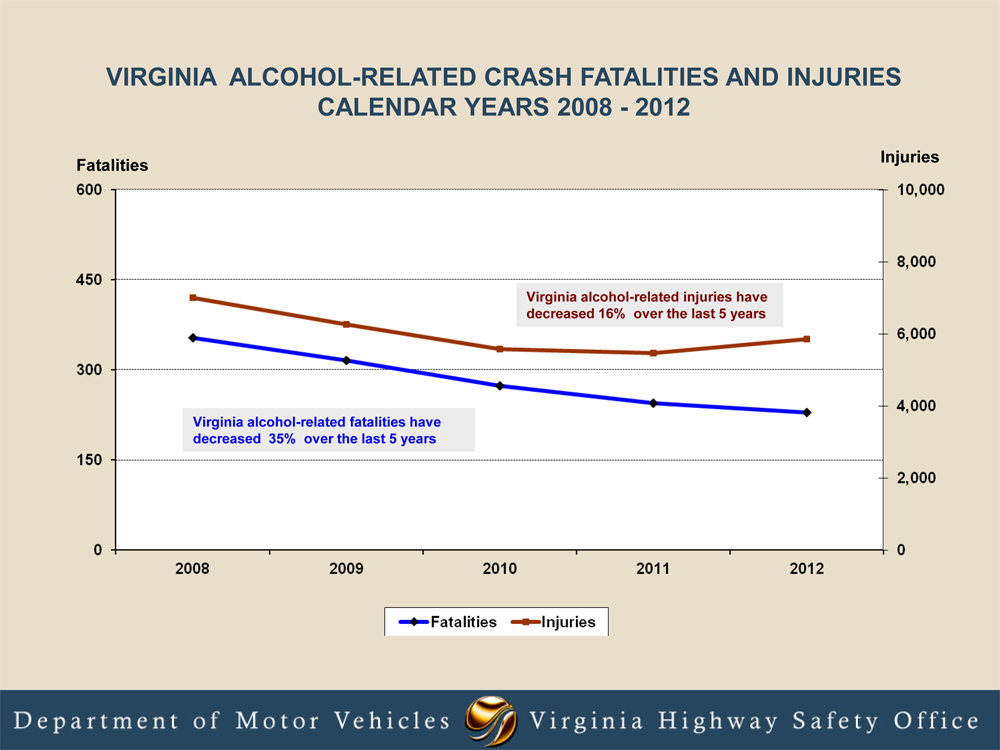 VIRGINIA  ALCOHOL-RELATED CRASH FATALITIES AND INJURIES
CALENDAR YEARS 2008 - 2012
Fatalities
Injuries
600
450
300
150
0
10,000
8,000
6,000
4,000
2,000
0
Virginia alcohol-related injuries have
decreased 16%  over the last 5 years
Virginia alcohol-related fatalities have
decreased  35%  over the last 5 years
2008 2009 2010 2011 2012
Fatalities Injuries
Department of Motor Vehicles Virginia Highway Safety Office